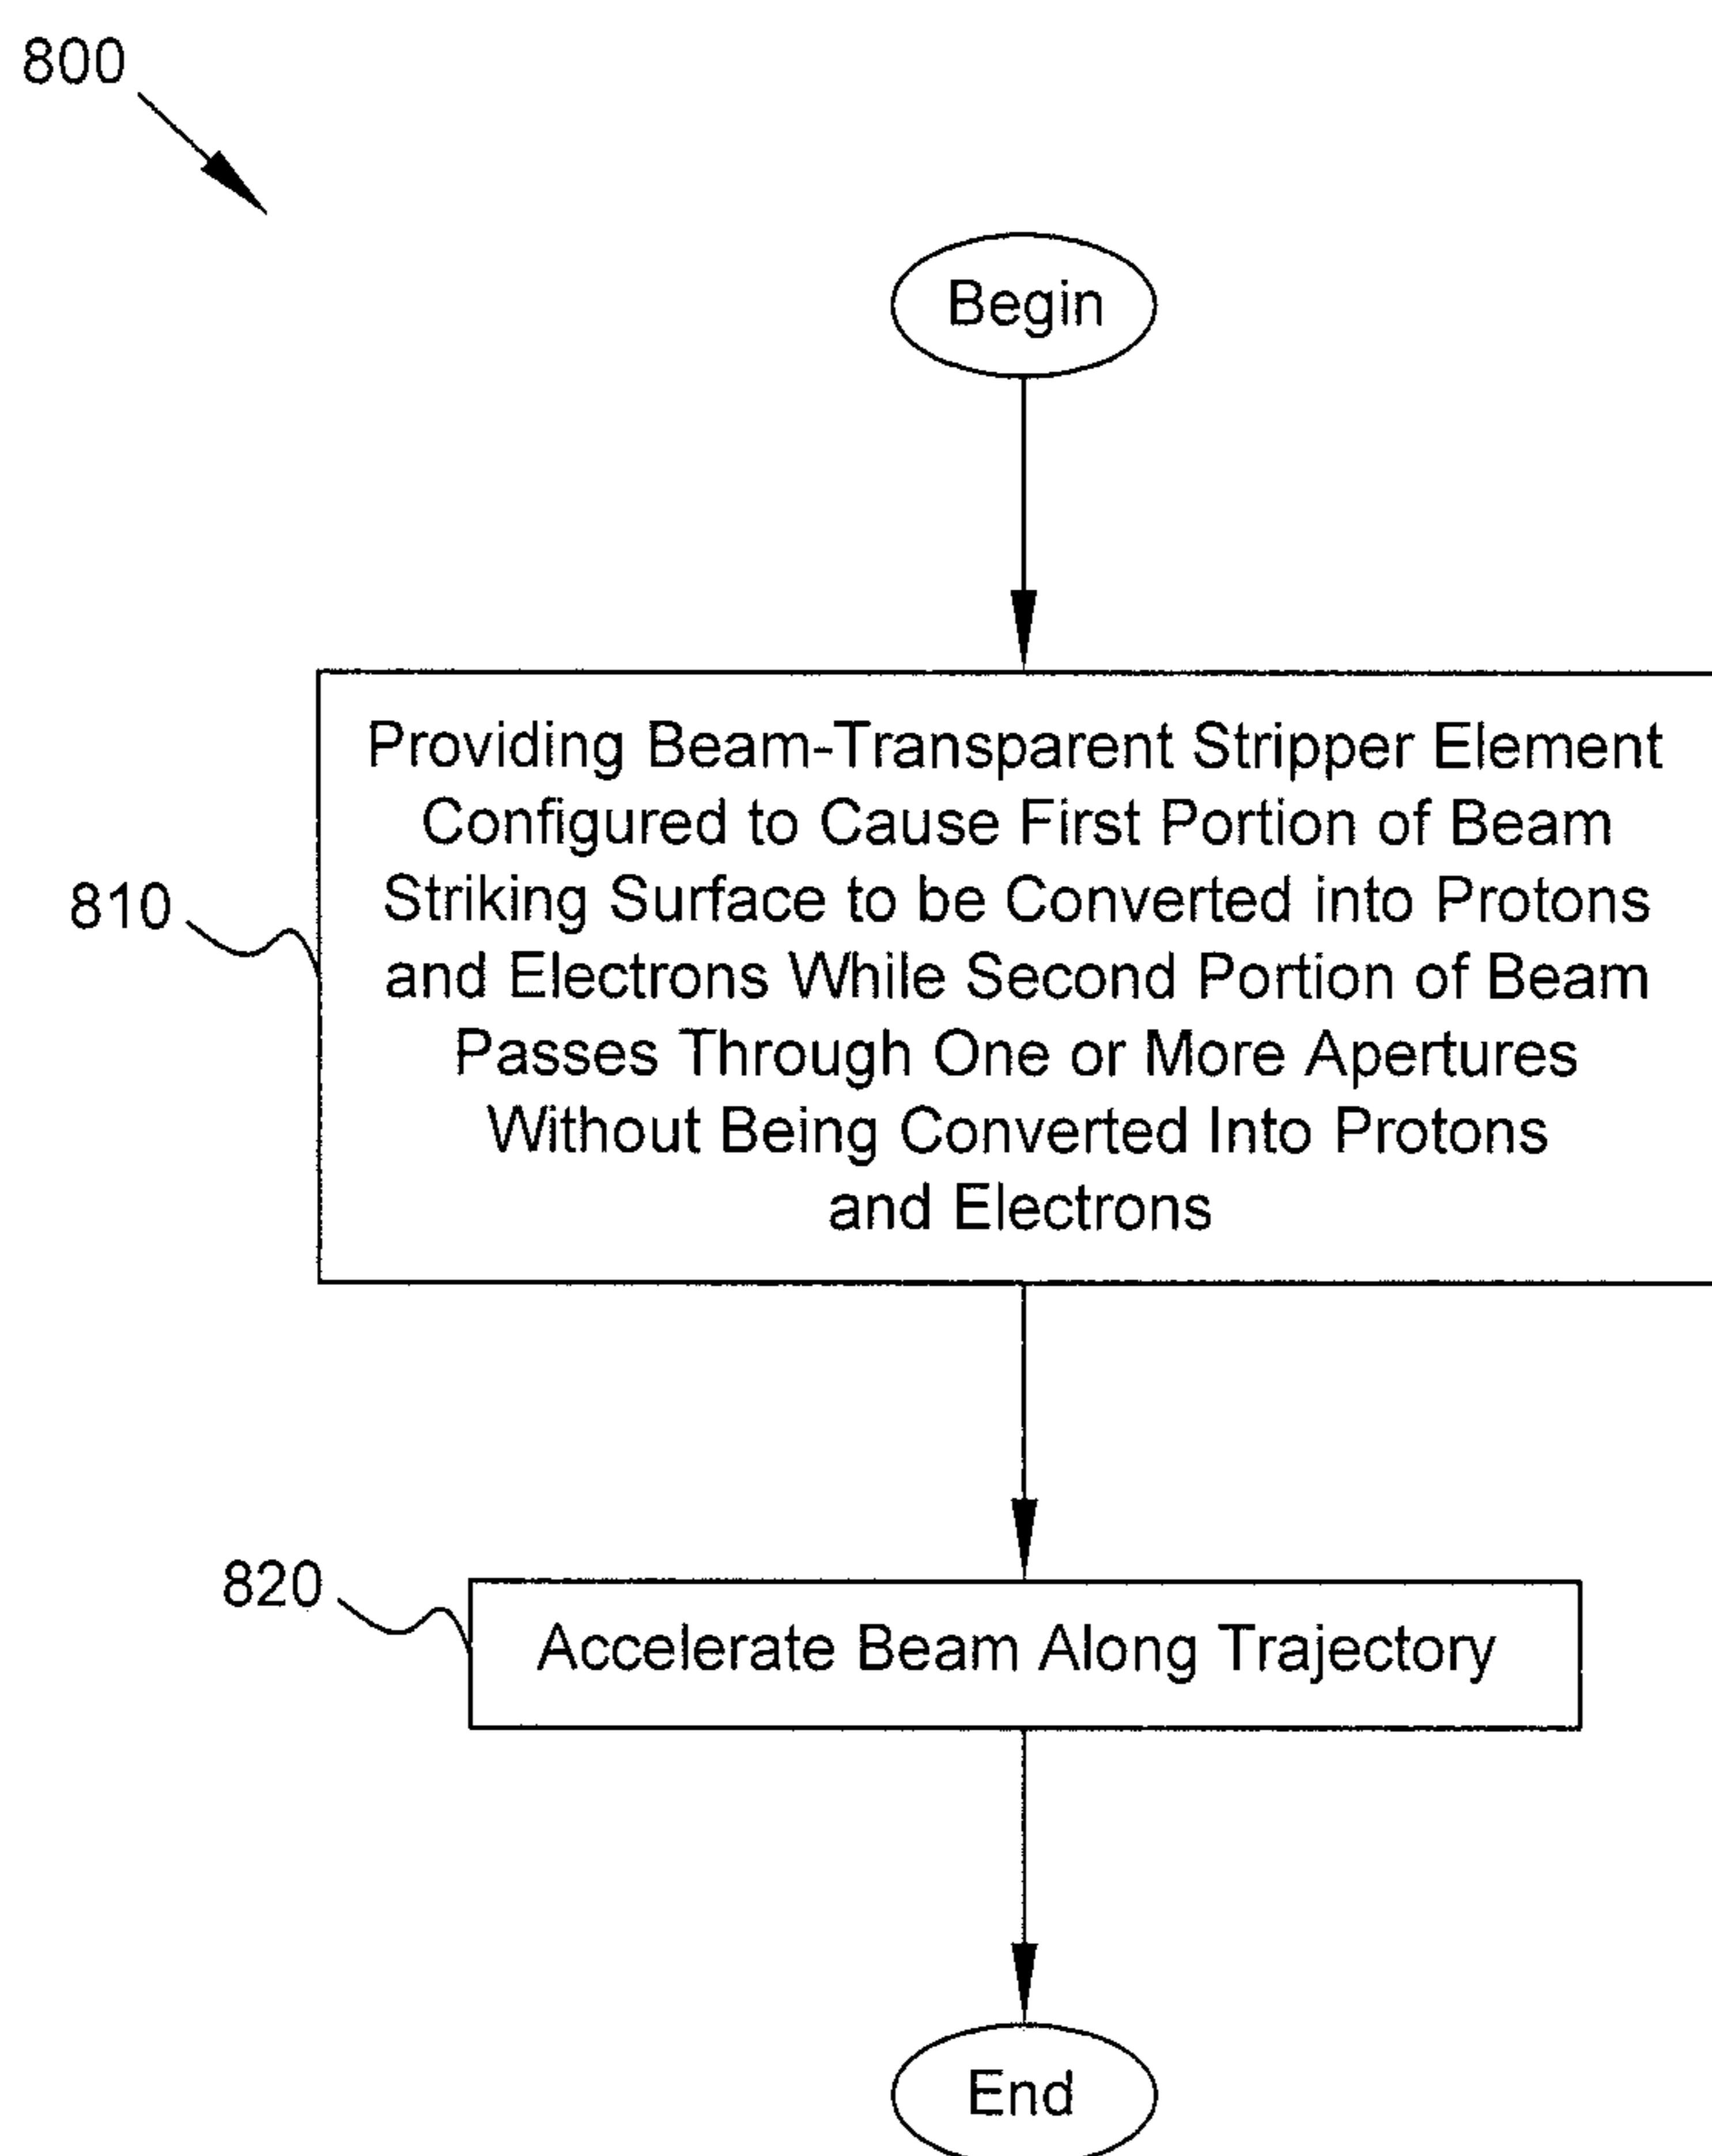 800
Begin
Providing Beam-Transparent Stripper Element
Configured to Cause First Portion of Beam
Striking Surface to be Converted into Protons
and Electrons While Second Portion of Beam
Passes Through One or More Apertures
Without Being Converted Into Protons
and Electrons
810
820
Accelerate Beam Along Trajectory
End